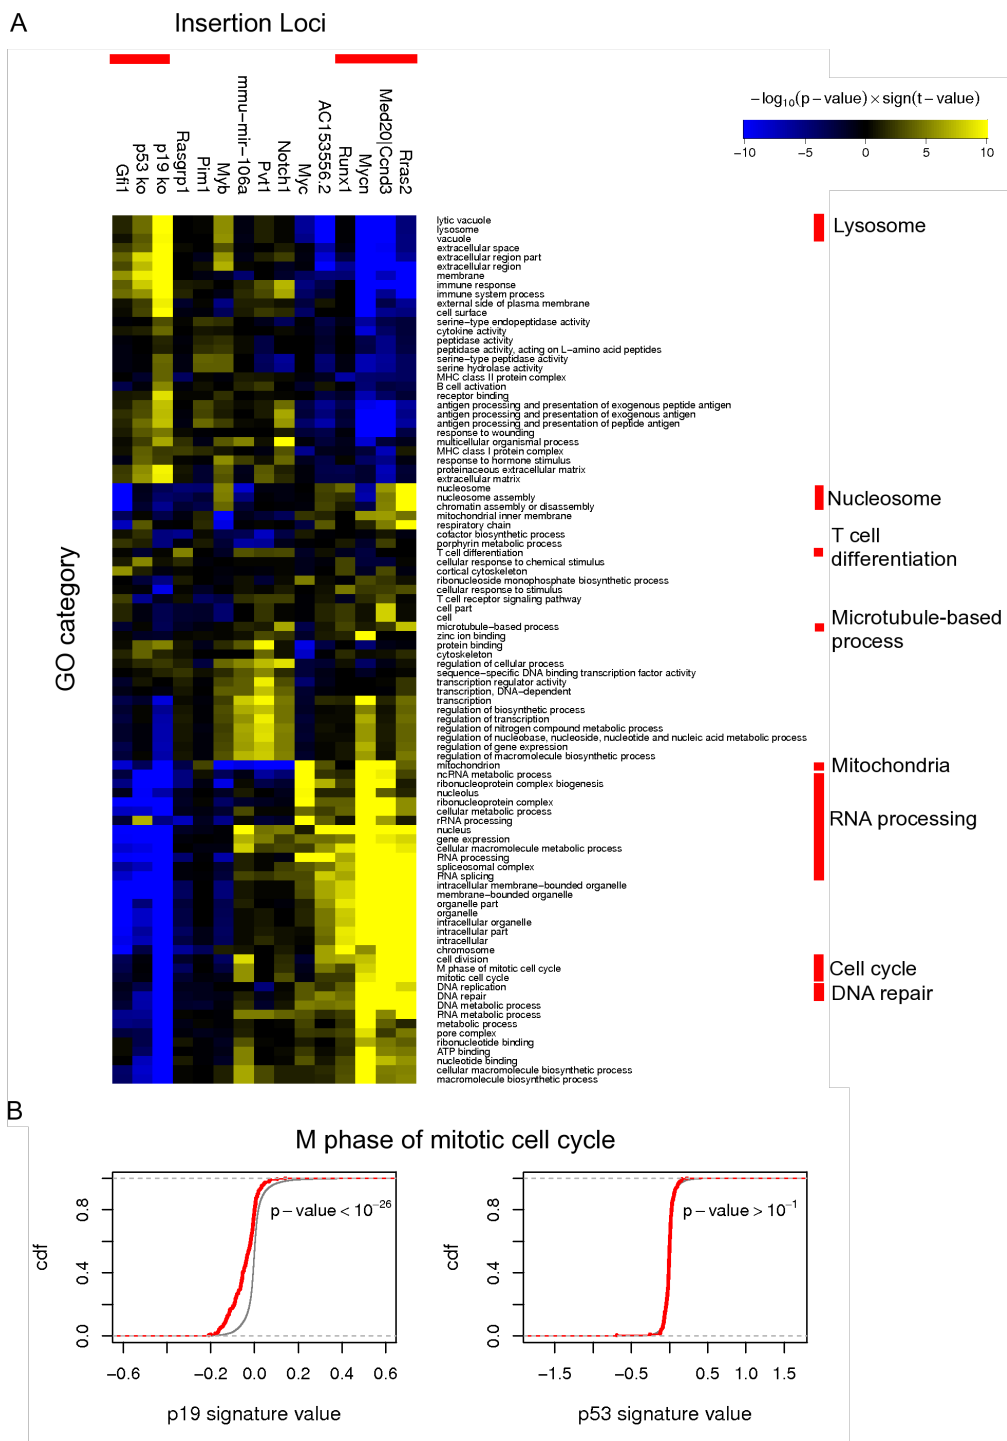 A
Insertion Loci
Gfi1
p53 ko
p19 ko
Rasgrp1
Pim1
Myb
mmu−mir−106a
Pvt1
Notch1
Myc
AC153556.2
Runx1
Mycn
Med20|Ccnd3
Rras2
−log10(p−value)×sign(t−value)
−10 −5 0 5 10
GO category
lytic vacuole
lysosome
vacuole
extracellular space
extracellular region part
extracellular region
membrane
immune response
immune system process
external side of plasma membrane
cell surface
serine−type endopeptidase activity
cytokine activity
peptidase activity
peptidase activity, acting on L−amino acid peptides
serine−type peptidase activity
serine hydrolase activity
MHC class II protein complex
B cell activation
receptor binding
antigen processing and presentation of exogenous peptide antigen
antigen processing and presentation of exogenous antigen
antigen processing and presentation of peptide antigen
response to wounding
multicellular organismal process
MHC class I protein complex
response to hormone stimulus
proteinaceous extracellular matrix
extracellular matrix
nucleosome
nucleosome assembly
chromatin assembly or disassembly
mitochondrial inner membrane
respiratory chain
cofactor biosynthetic process
porphyrin metabolic process
T cell differentiation
cellular response to chemical stimulus
cortical cytoskeleton
ribonucleoside monophosphate biosynthetic process
cellular response to stimulus
T cell receptor signaling pathway
cell part
cell
microtubule−based process
zinc ion binding
protein binding
cytoskeleton
regulation of cellular process
sequence−specific DNA binding transcription factor activity
transcription regulator activity
transcription, DNA−dependent
transcription
regulation of biosynthetic process
regulation of transcription
regulation of nitrogen compound metabolic process
regulation of nucleobase, nucleoside, nucleotide and nucleic acid metabolic process
regulation of gene expression
regulation of macromolecule biosynthetic process
mitochondrion
ncRNA metabolic process
ribonucleoprotein complex biogenesis
nucleolus
ribonucleoprotein complex
cellular metabolic process
rRNA processing
nucleus
gene expression
cellular macromolecule metabolic process
RNA processing
spliceosomal complex
RNA splicing
intracellular membrane−bounded organelle
membrane−bounded organelle
organelle part
organelle
intracellular organelle
intracellular part
intracellular
chromosome
cell division
M phase of mitotic cell cycle
mitotic cell cycle
DNA replication
DNA repair
DNA metabolic process
RNA metabolic process
metabolic process
pore complex
ribonucleotide binding
ATP binding
nucleotide binding
cellular macromolecule biosynthetic process
macromolecule biosynthetic process
Lysosome
Nucleosome
T cell
differentiation
Microtubule-based
process
Mitochondria
RNA processing
Cell cycle
DNA repair
B
M phase of mitotic cell cycle
cdf
0.0 0.4 0.8
p−value < 10−26
−0.6 −0.2 0.0 0.2 0.4 0.6
p19 signature value
cdf
0.0 0.4 0.8
p−value > 10−1
−1.5 −0.5 0.5 1.0 1.5
p53 signature value